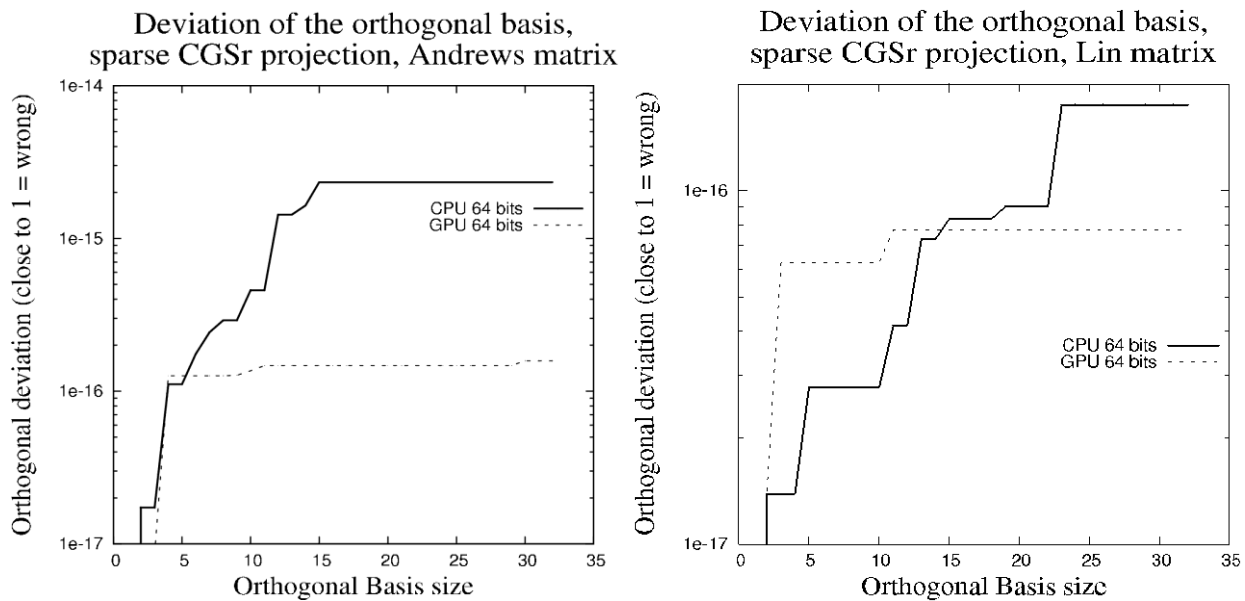 Deviation of the orthogonal basis,
sparse CGSr projection, Andrews matrix
Orthogonal deviation (close to 1 = wrong)
1e-14
1e-15
1e-16
1e-17
CPU 64 bits
GPU 64 bits
0 5 10 15 20 25 30 35
Orthogonal Basis size
Deviation of the orthogonal basis,
sparse CGSr projection, Lin matrix
Orthogonal deviation (close to 1 = wrong)
1e-16
1e-17
CPU 64 bits
GPU 64 bits
0 5 10 15 20 25 30 35
Orthogonal Basis size